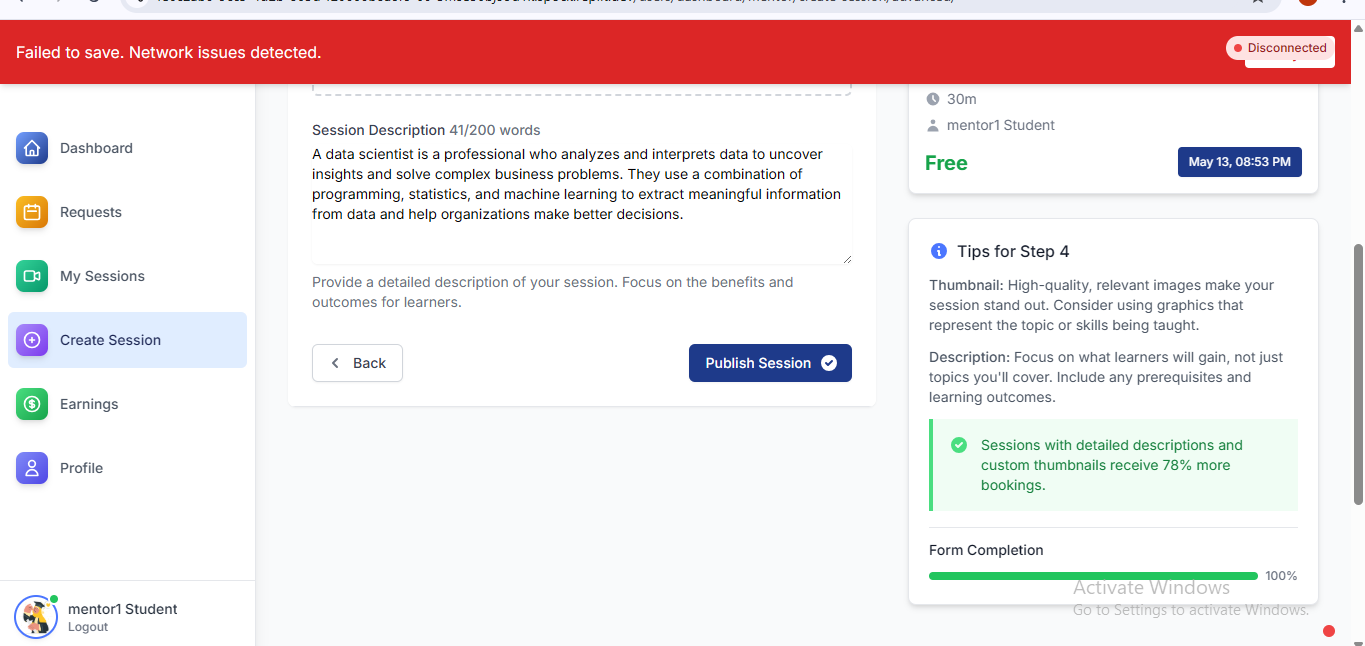 Failed to save. Network issues detected.
Disconnected
Dashboard
Requests
My Sessions
Create Session
Earnings
Profile
mentor1 Student
Logout
Session Description 41/200 words
A data scientist is a professional who analyzes and interprets data to uncover
insights and solve complex business problems. They use a combination of
programming, statistics, and machine learning to extract meaningful information
from data and help organizations make better decisions.
Provide a detailed description of your session. Focus on the benefits and
outcomes for learners.
Back
Publish Session
30m
mentor1 Student
Free
May 13, 08:53 PM
Tips for Step 4
Thumbnail: High-quality, relevant images make your
session stand out. Consider using graphics that
represent the topic or skills being taught.
Description: Focus on what learners will gain, not just
topics you'll cover. Include any prerequisites and
learning outcomes.
Sessions with detailed descriptions and
custom thumbnails receive 78% more
bookings.
Form Completion
100%
Activate Windows
Go to Settings to activate Windows.